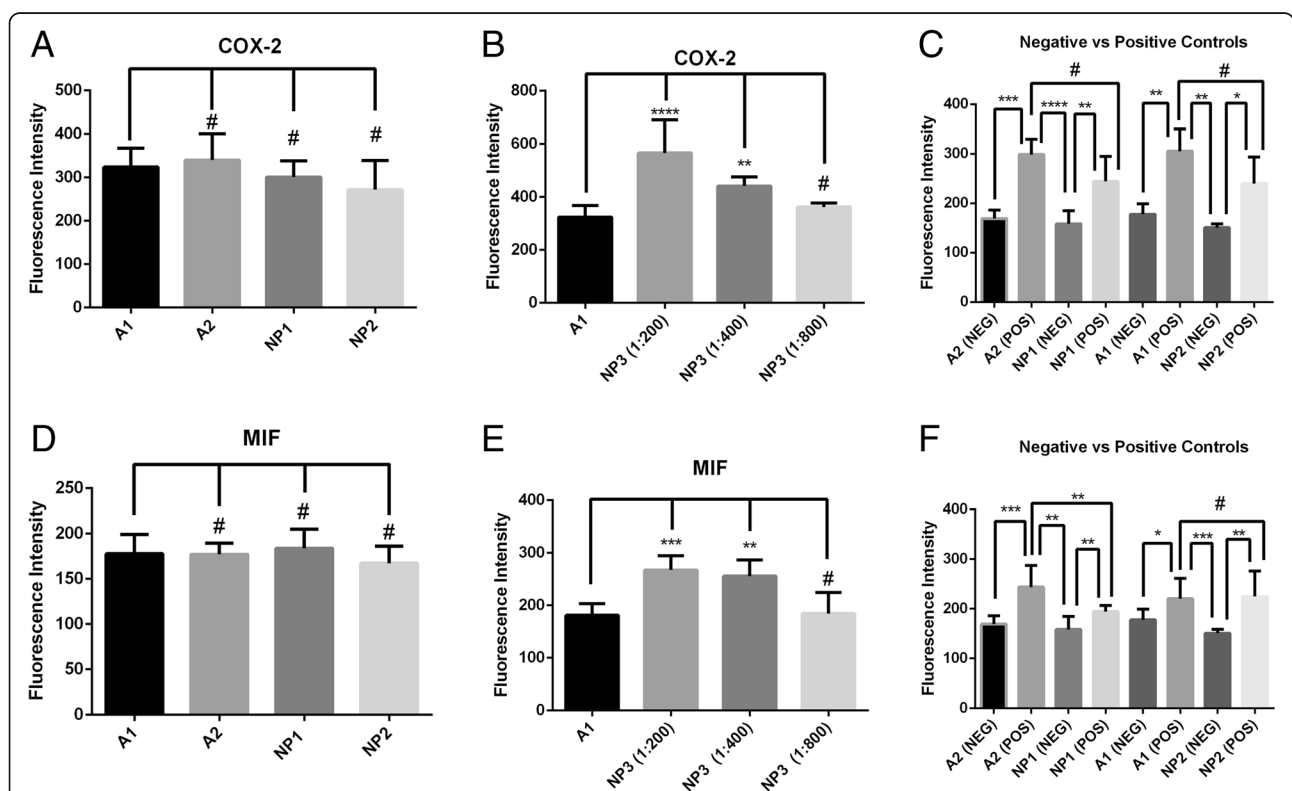 A
COX-2
Fluorescence Intensity
500
400
300
200
100
0
#
#
#
A1
A2
NP1
NP2
B
COX-2
Fluorescence Intensity
800
600
400
200
0
****
**
#
A1
NP3 (1:200)
NP3 (1:400)
NP3 (1:800)
C
Negative vs Positive Controls
Fluorescence Intensity
400
300
200
100
0
#
#
***
****
**
**
**
*
A2 (NEG)
A2 (POS)
NP1 (NEG)
NP1 (POS)
A1 (NEG)
A1 (POS)
NP2 (NEG)
NP2 (POS)
D
MIF
Fluorescence Intensity
250
200
150
100
50
0
#
#
#
A1
A2
NP1
NP2
E
MIF
Fluorescence Intensity
400
300
200
100
0
***
**
#
A1
NP3 (1:200)
NP3 (1:400)
NP3 (1:800)
F
Negative vs Positive Controls
Fluorescence Intensity
400
300
200
100
0
**
#
***
**
**
*
***
**
A2 (NEG)
A2 (POS)
NP1 (NEG)
NP1 (POS)
A1 (NEG)
A1 (POS)
NP2 (NEG)
NP2 (POS)